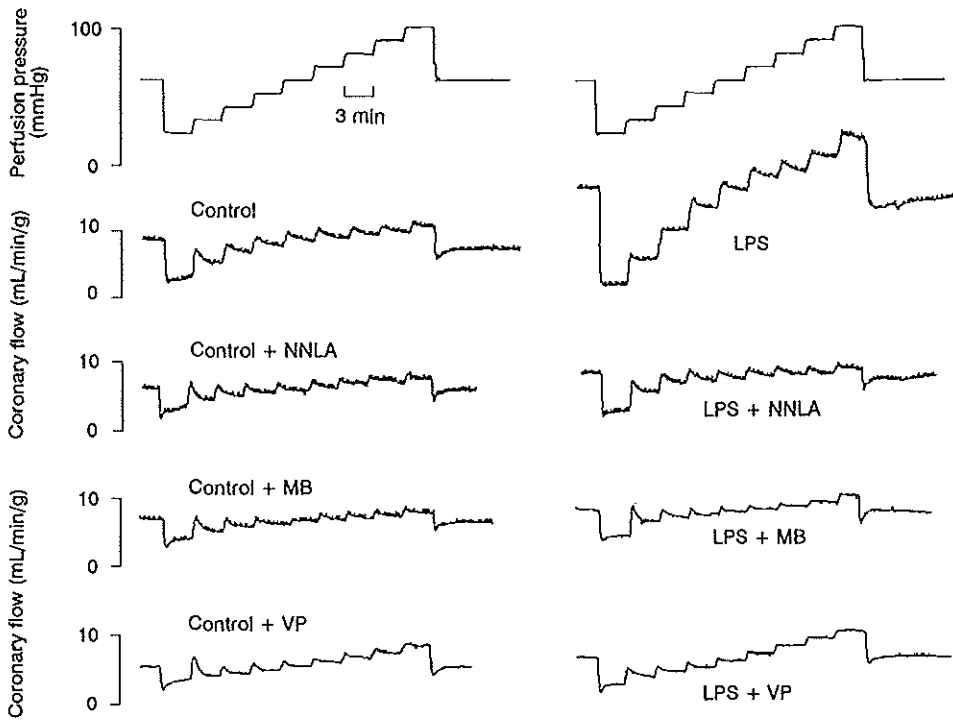 Perfusion pressure
(mmHg)
100
0
3 min
Coronary flow (mL/min/g)
10
0
Control
LPS
10
0
Control + NNLA
LPS + NNLA
Coronary flow (mL/min/g)
10
0
Control + MB
LPS + MB
10
0
Control + VP
LPS + VP